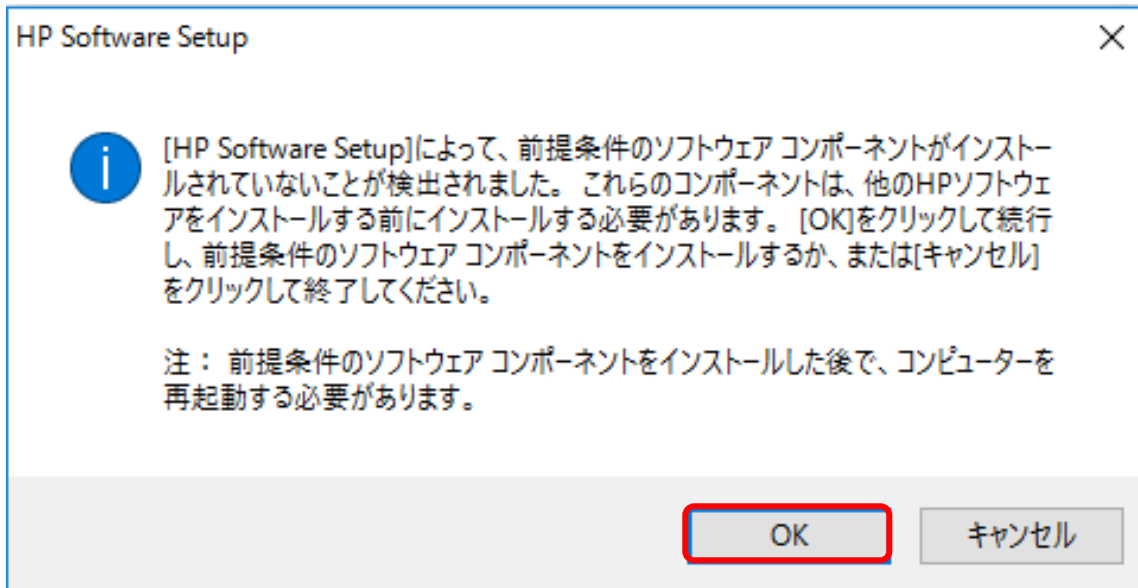 HP Software Setup
[HP Software Setup]によって、前提条件のソフトウェア コンポーネントがインストー
ルされていないことが検出されました。 これらのコンポーネントは、他のHPソフトウェ
アをインストールする前にインストールする必要があります。 [OK]をクリックして続行
し、前提条件のソフトウェア コンポーネントをインストールするか、または[キャンセル]
をクリックして終了してください。
注： 前提条件のソフトウェア コンポーネントをインストールした後で、コンピューターを
再起動する必要があります。
OK
キャンセル